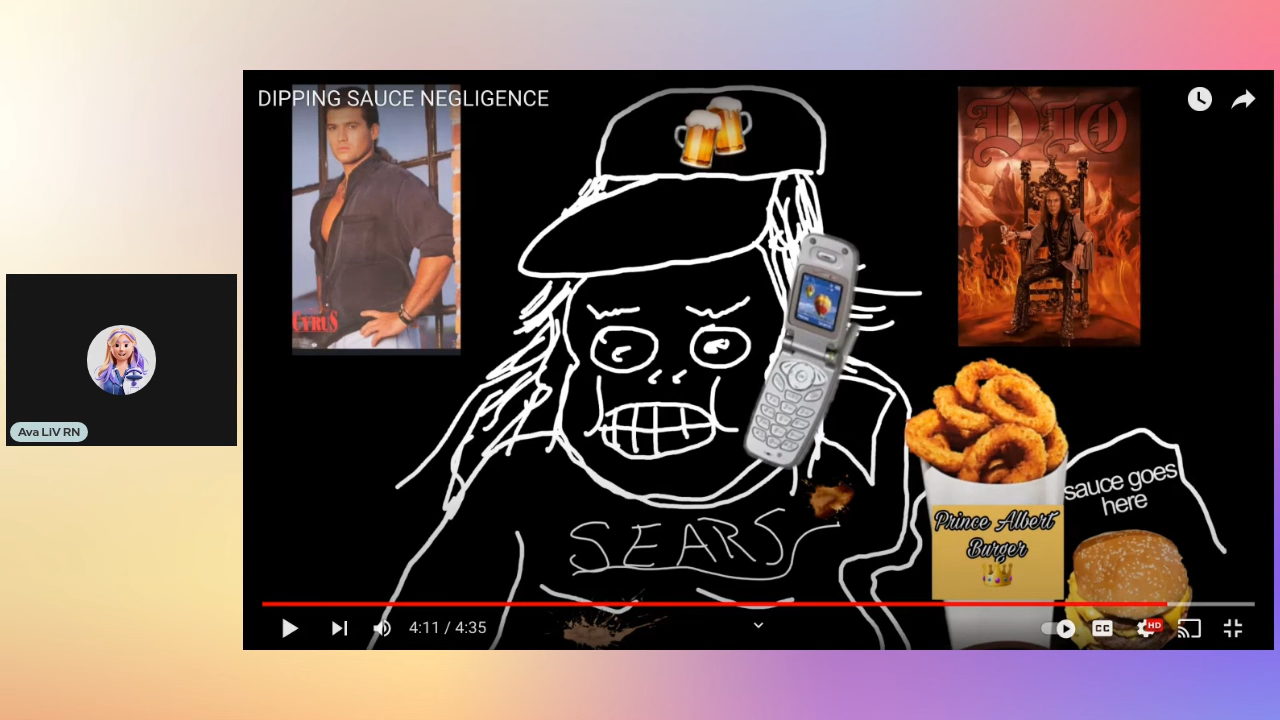 DIPPING SAUCE NEGLIGENCE
DIO
CYRUS
SEARS
sauce goes
here
Prince Albert
Burger
Ava LiV RN
4:11 / 4:35
CC
HD